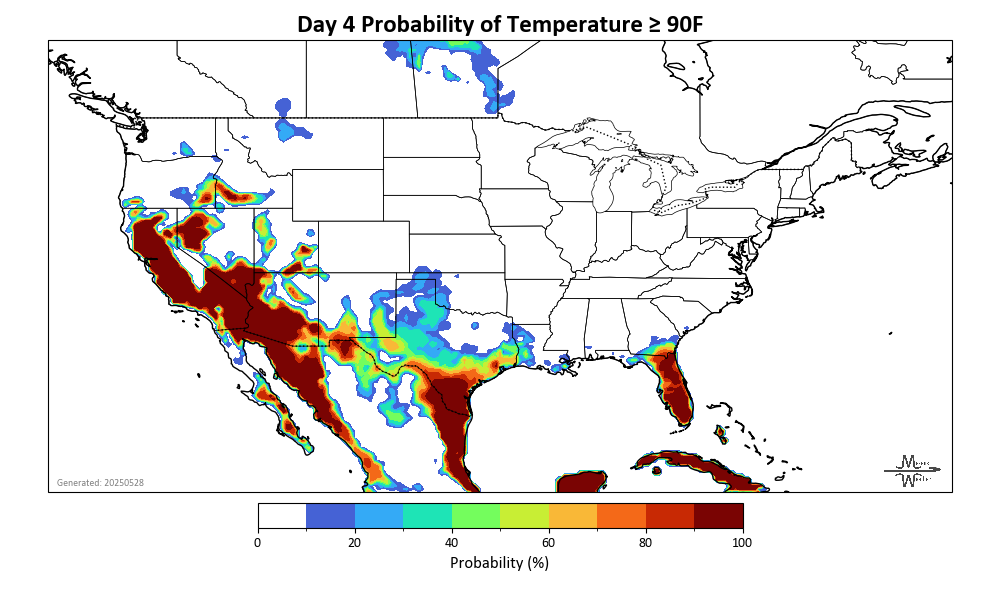 Day 4 Probability of Temperature ≥ 90F
Generated: 20250528
0 20 40 60 80 100
Probability (%)